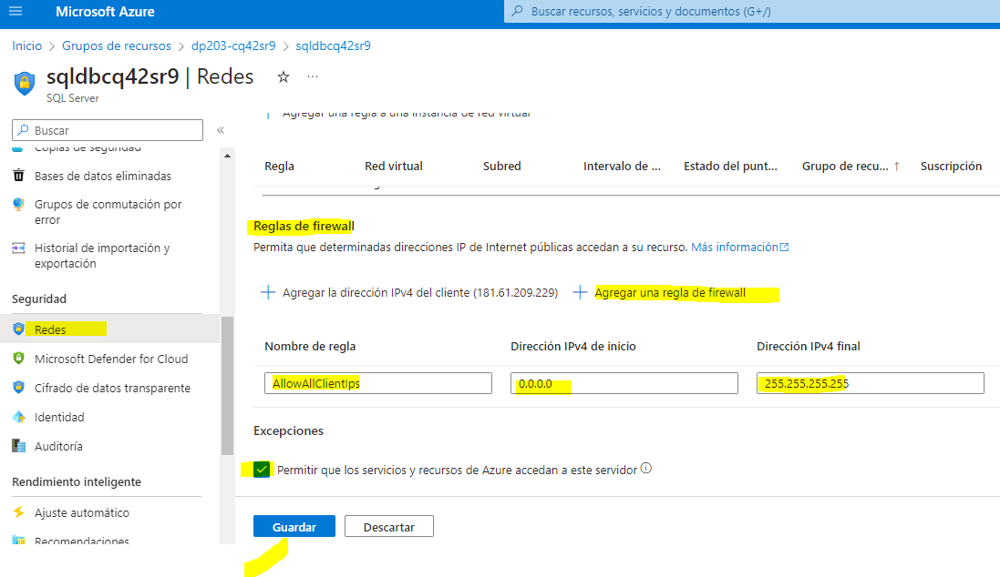 Microsoft Azure
Buscar recursos, servicios y documentos (G+/)
Inicio > Grupos de recursos > dp203-cq42sr9 > sqldbcq42sr9
sqldbcq42sr9 | Redes ☆ ···
SQL Server
Buscar
«
Copias de seguridad
Bases de datos eliminadas
Grupos de conmutación por
error
Historial de importación y
exportación
Seguridad
Redes
Microsoft Defender for Cloud
Cifrado de datos transparente
Identidad
Auditoría
Rendimiento inteligente
Ajuste automático
Recomendaciones
+ Agregar una regla a una instancia de red virtual
Regla Red virtual Subred Intervalo de ... Estado del punt... Grupo de recu... ↑ Suscripción
Reglas de firewall
Permita que determinadas direcciones IP de Internet públicas accedan a su recurso. Más información
+ Agregar la dirección IPv4 del cliente (181.61.209.229) + Agregar una regla de firewall
Nombre de regla Dirección IPv4 de inicio Dirección IPv4 final
AllowAllClientIps 0.0.0.0 255.255.255.255
Excepciones
Permitir que los servicios y recursos de Azure accedan a este servidor
Guardar Descartar